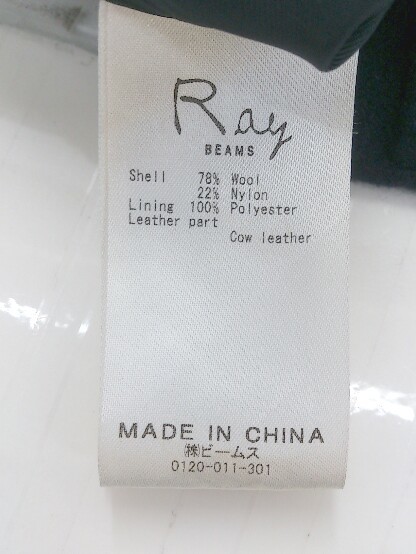 Ray
BEAMS
Shell 78% Wool
22% Nylon
Lining 100% Polyester
Leather part
Cow leather
MADE IN CHINA
㈱ビームス
0120-011-301